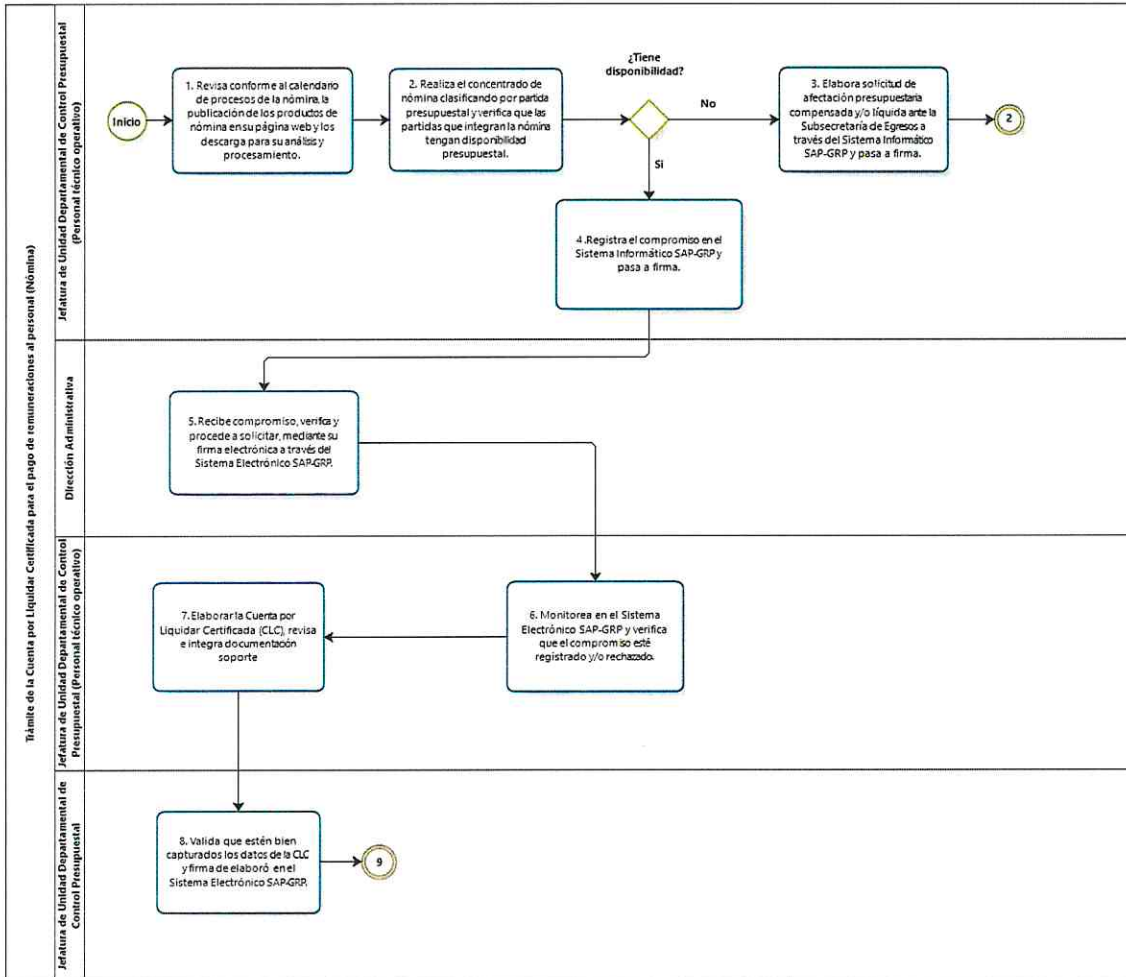 Trámite de la Cuenta por Liquidar Certificada para el pago de remuneraciones al personal (Nómina)
Jefatura de Unidad Departamental de Control Presupuestal
(Personal técnico operativo)
Inicio
1. Revisa conforme al calendario
de procesos de la nómina, la
publicación de los productos de
nómina en su página web y los
descarga para su análisis y
procesamiento.
2. Realiza el concentrado de
nómina clasificando por partida
presupuestal y verifica que las
partidas que integran la nómina
tengan disponibilidad
presupuestal.
¿Tiene
disponibilidad?
No
Si
3. Elabora solicitud de
afectación presupuestaria
compensada y/o líquida ante la
Subsecretaría de Egresos a
través del Sistema Informático
SAP-GRP y pasa a firma.
2
4.Registra el compromiso en el
Sistema Informático SAP-GRP y
pasa a firma.
Dirección Administrativa
5. Recibe compromiso, verifica y
procede a solicitar, mediante su
firma electrónica a través del
Sistema Electrónico SAP-GRP.
Jefatura de Unidad Departamental de Control
Presupuestal (Personal técnico operativo)
7. Elaborar la Cuenta por
Liquidar Certificada (CLC), revisa
e integra documentación
soporte
6. Monitorea en el Sistema
Electrónico SAP-GRP y verifica
que el compromiso esté
registrado y/o rechazado.
Jefatura de Unidad Departamental de
Control Presupuestal
8. Valida que estén bien
capturados los datos de la CLC
y firma de elaboró en el
Sistema Electrónico SAP-GRP.
9